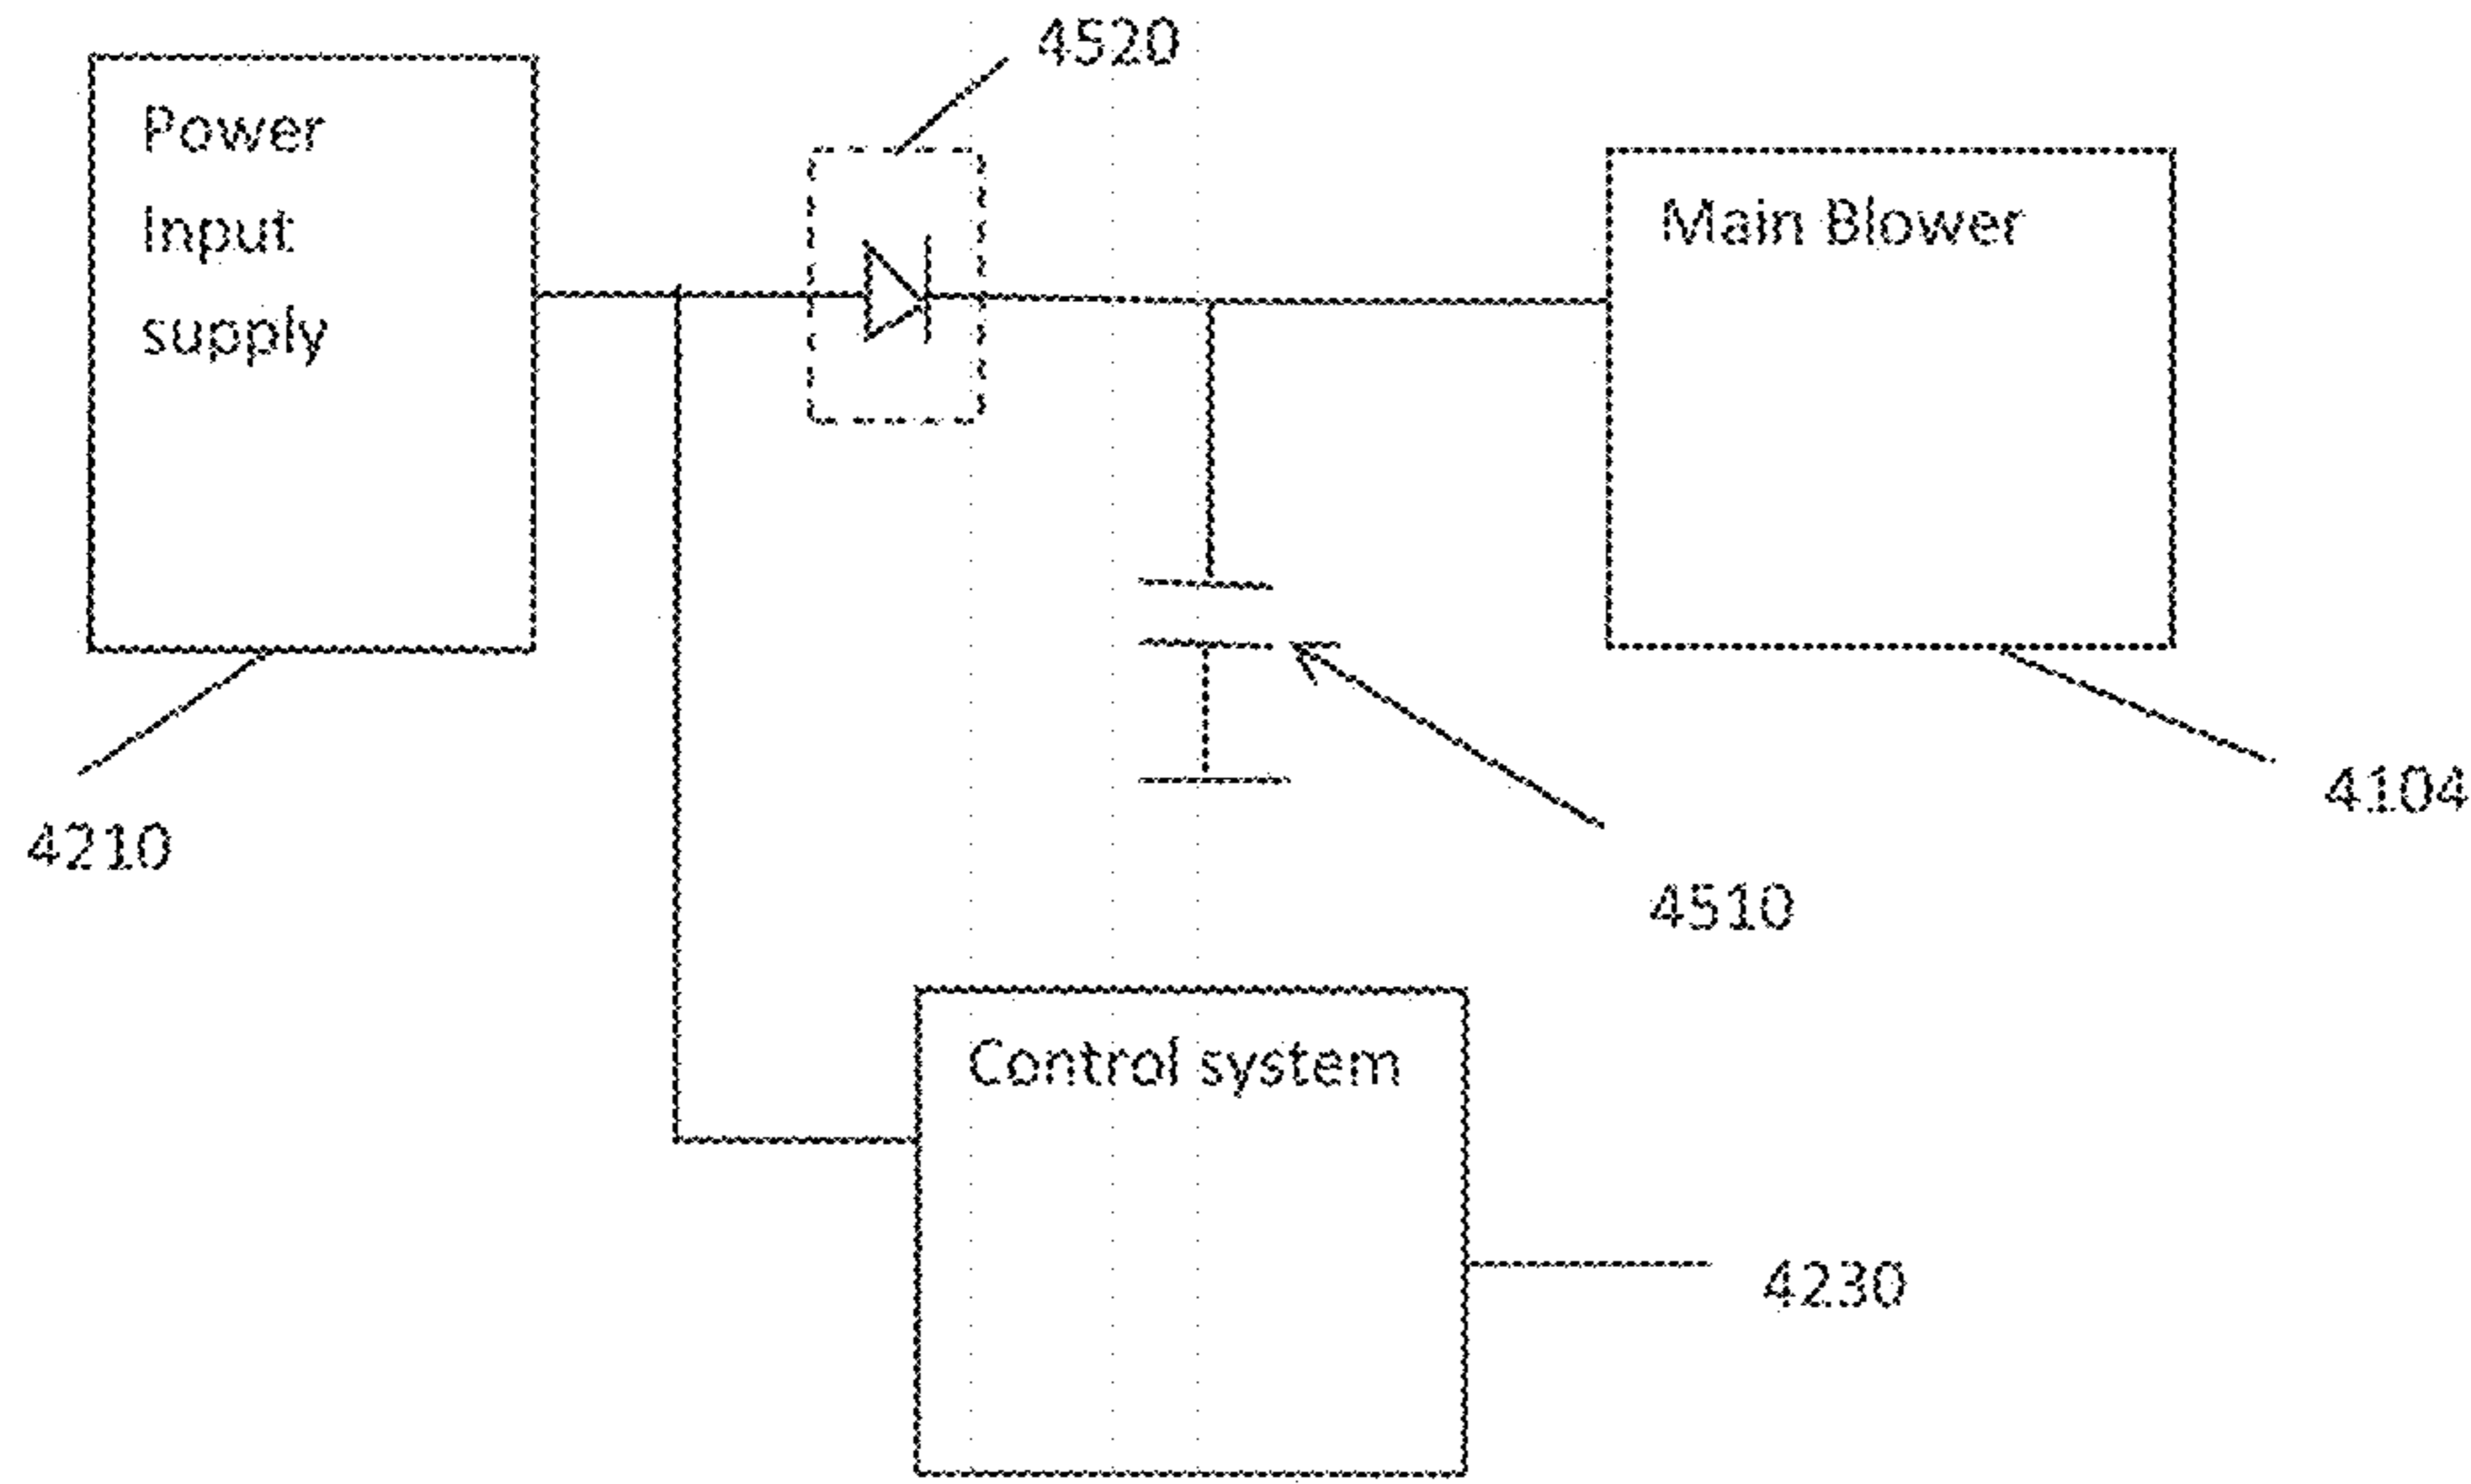 4520
Power
Input
supply
Main Blower
4210
4104
4510
Control system
4230